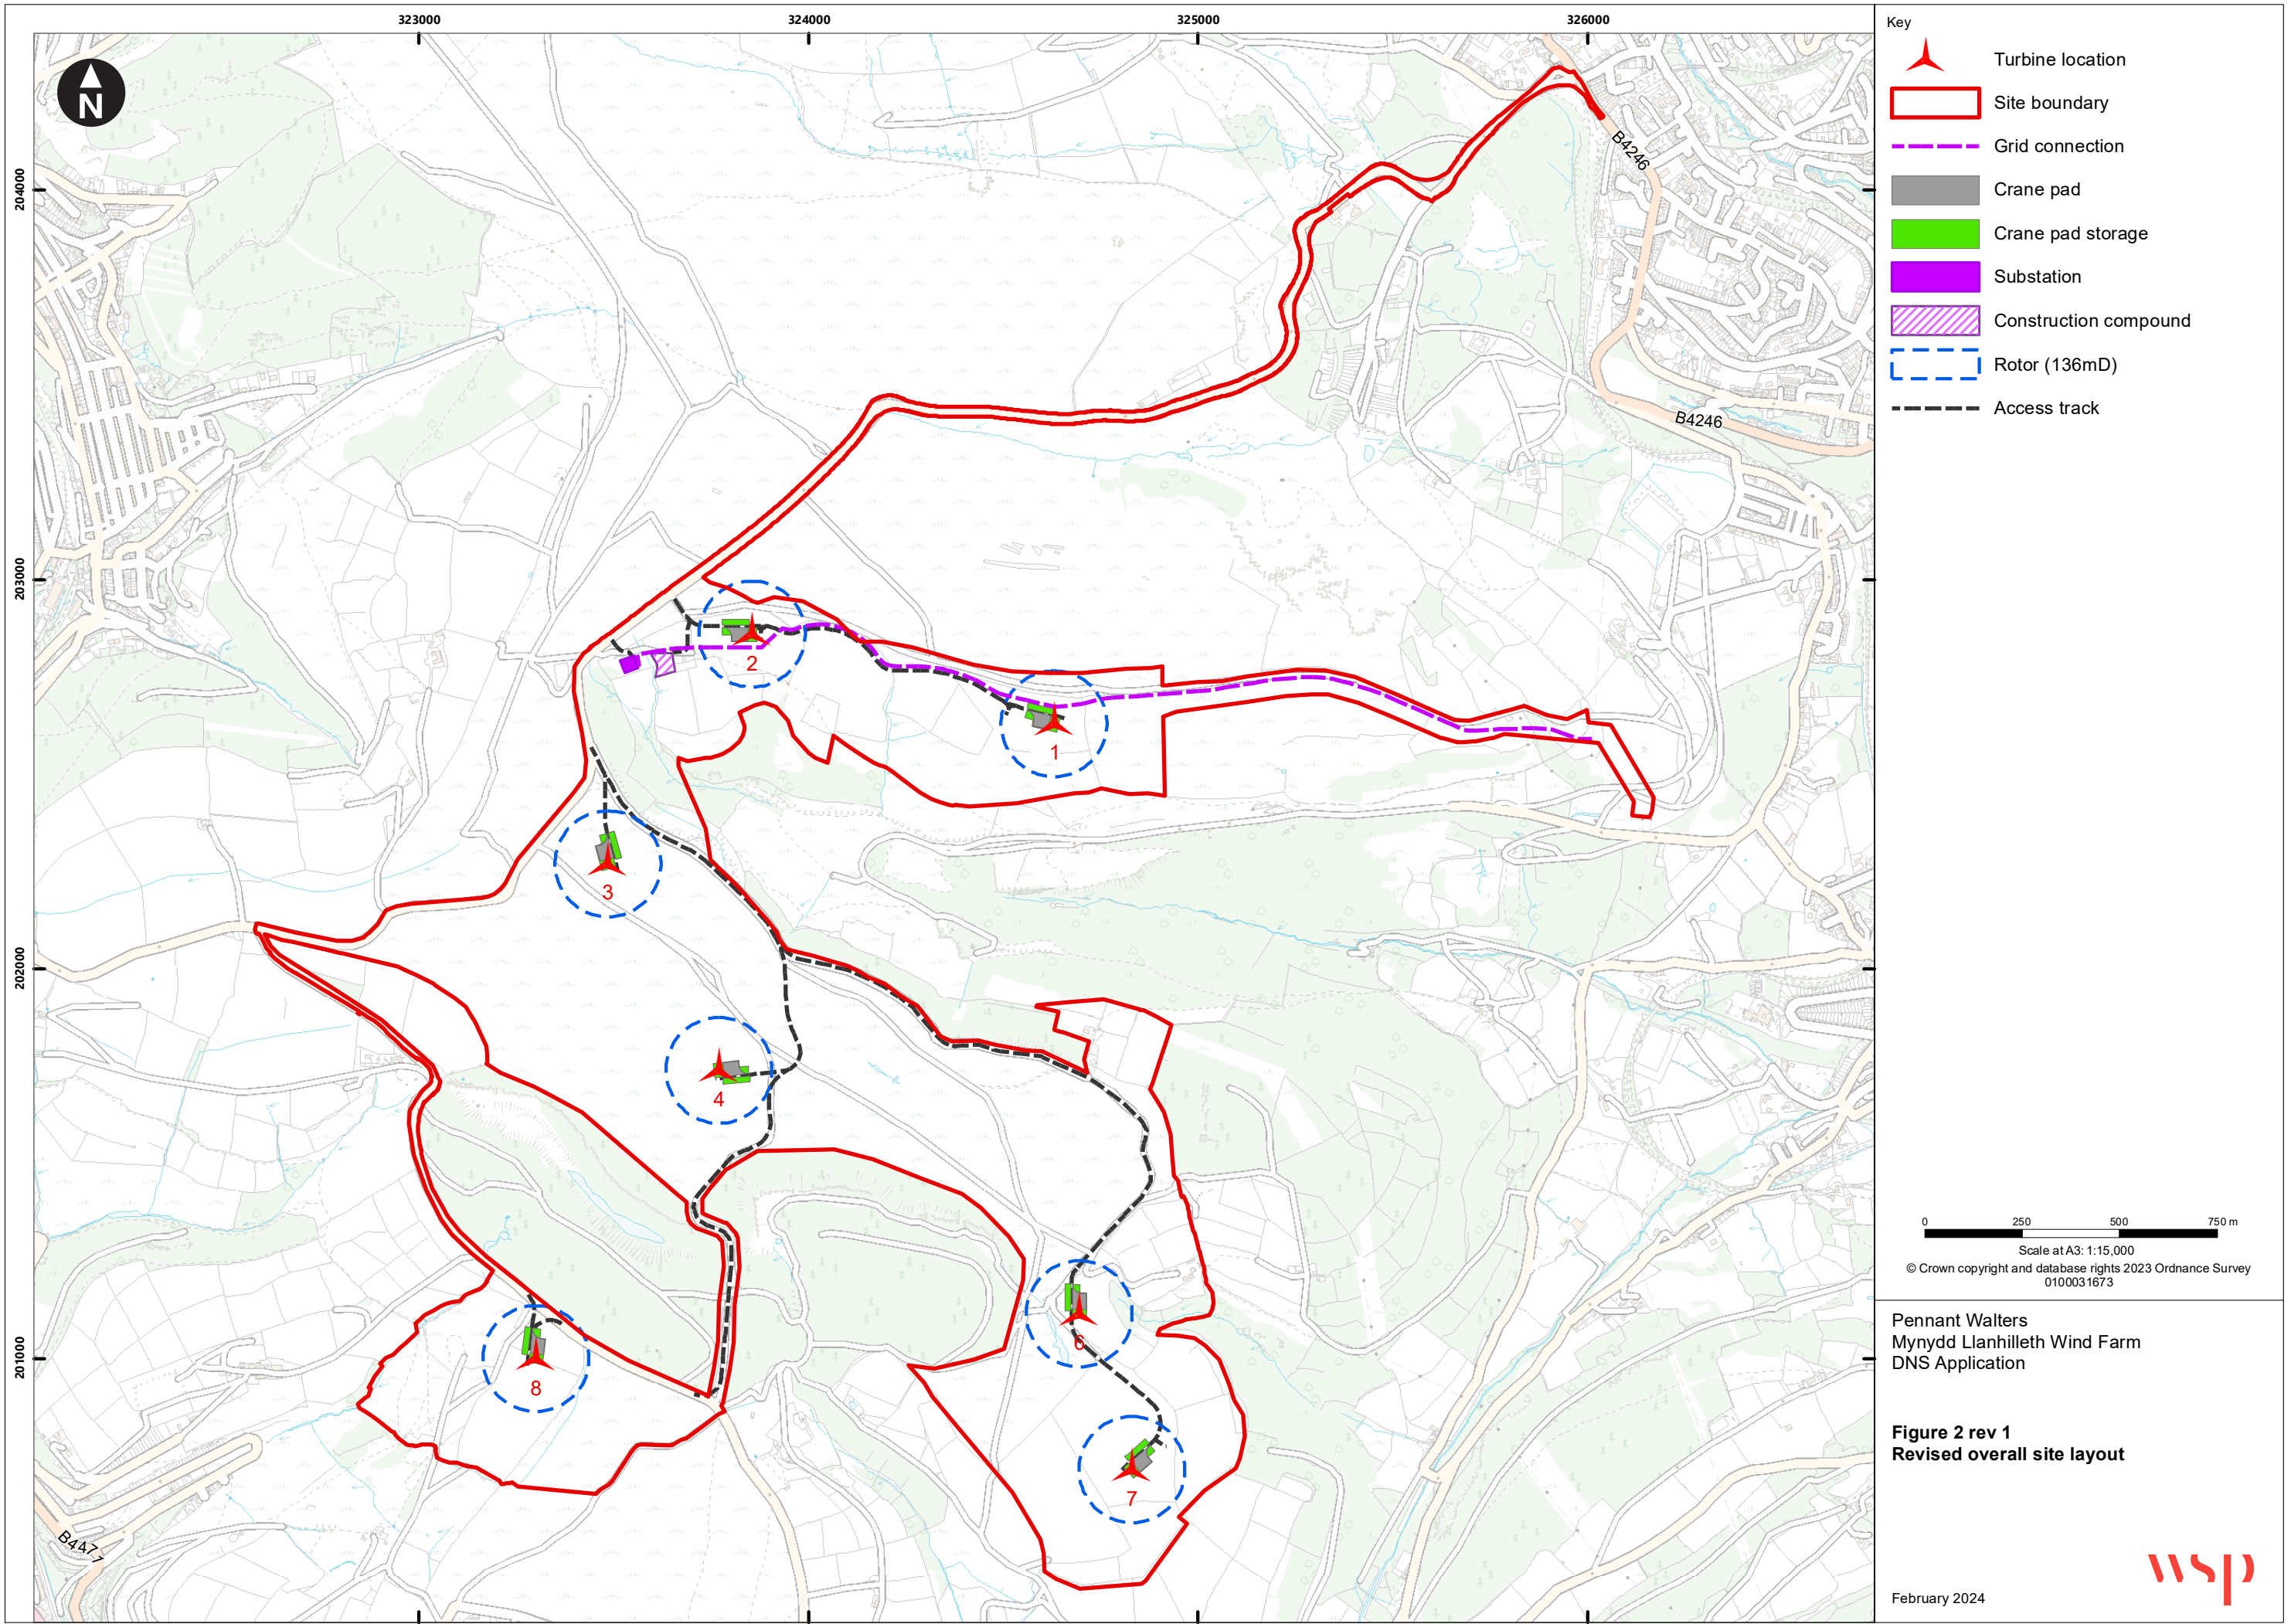 323000
324000
325000
326000
204000
203000
202000
201000
N
B4246
B4246
2
1
3
4
6
8
7
B4471
Key
Turbine location
Site boundary
Grid connection
Crane pad
Crane pad storage
Substation
Construction compound
Rotor (136mD)
Access track
0 250 500 750 m
Scale at A3: 1:15,000
© Crown copyright and database rights 2023 Ordnance Survey
0100031673
Pennant Walters
Mynydd Llanhilleth Wind Farm
DNS Application
Figure 2 rev 1
Revised overall site layout
February 2024
wsp